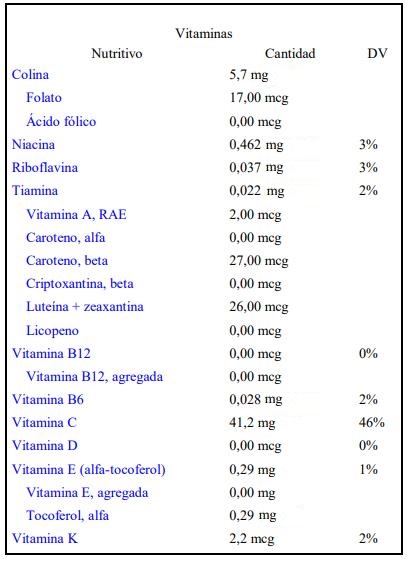 Vitaminas
Nutritivo Cantidad DV
Colina 5,7 mg
Folato 17,00 mcg
Ácido fólico 0,00 mcg
Niacina 0,462 mg 3%
Riboflavina 0,037 mg 3%
Tiamina 0,022 mg 2%
Vitamina A, RAE 2,00 mcg
Caroteno, alfa 0,00 mcg
Caroteno, beta 27,00 mcg
Criptoxantina, beta 0,00 mcg
Luteína + zeaxantina 26,00 mcg
Licopeno 0,00 mcg
Vitamina B12 0,00 mcg 0%
Vitamina B12, agregada 0,00 mcg
Vitamina B6 0,028 mg 2%
Vitamina C 41,2 mg 46%
Vitamina D 0,00 mcg 0%
Vitamina E (alfa-tocoferol) 0,29 mg 1%
Vitamina E, agregada 0,00 mg
Tocoferol, alfa 0,29 mg
Vitamina K 2,2 mcg 2%